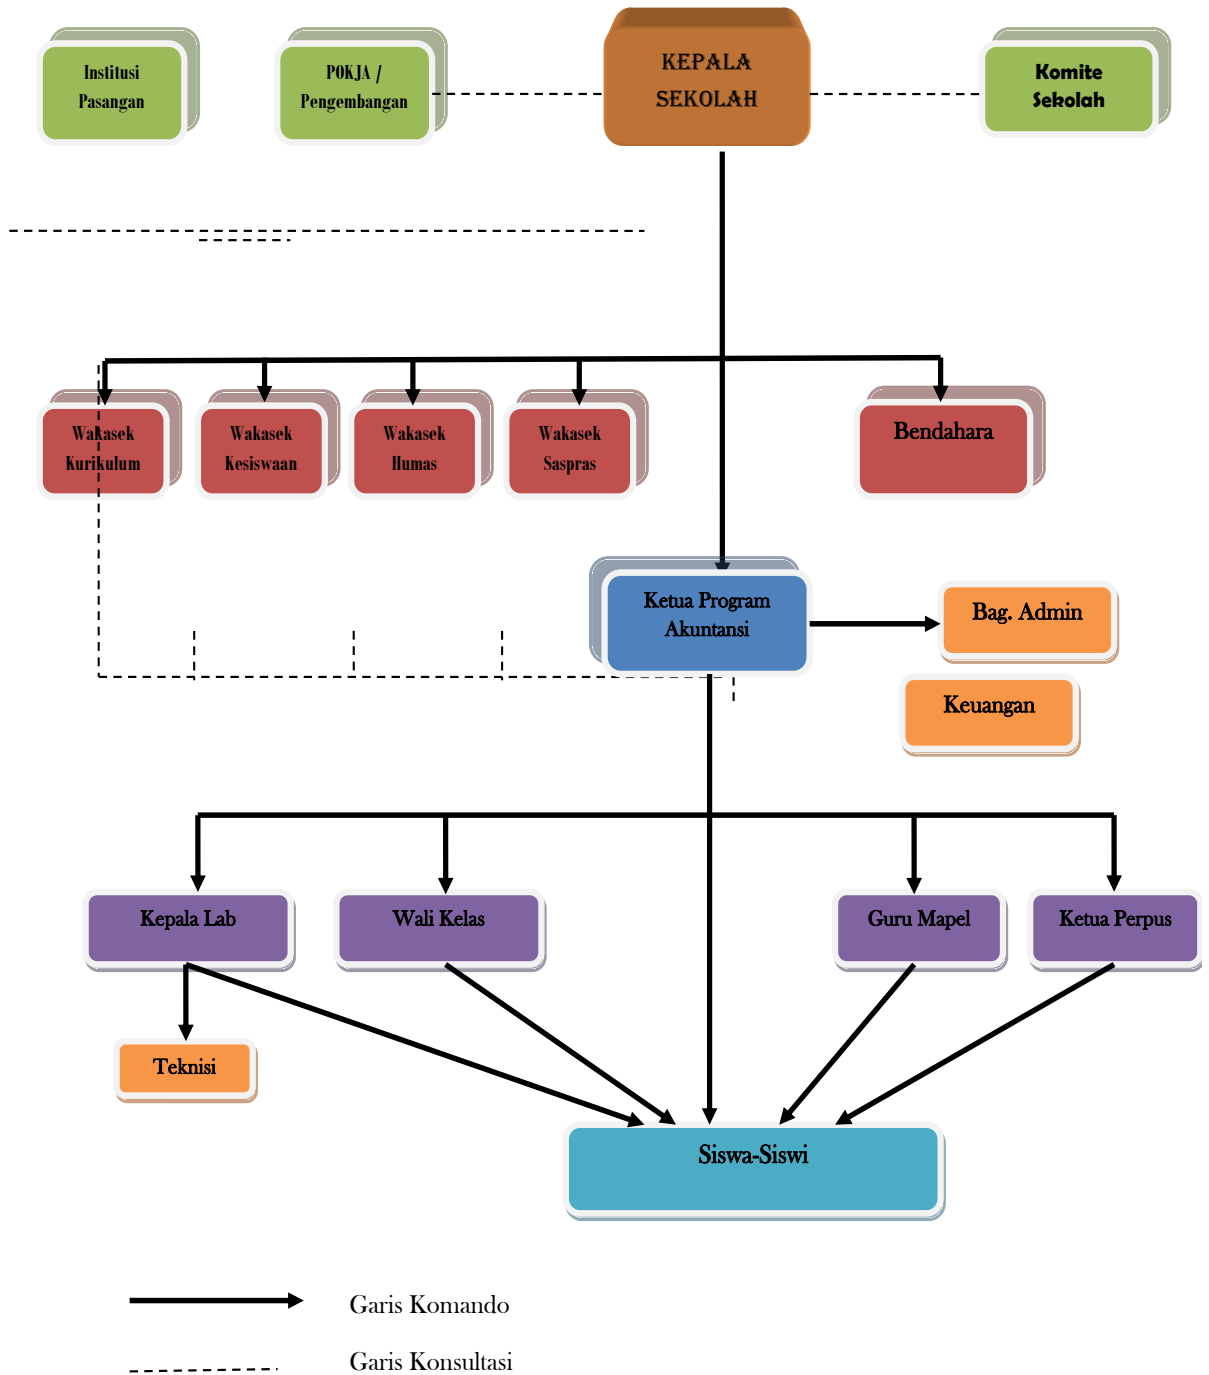 Institusi
Pasangan
POKJA /
Pengembangan
KEPALA
SEKOLAH
Komite
Sekolah
Wakasek
Kurikulum
Wakasek
Kesiswaan
Wakasek
Humas
Wakasek
Saspras
Bendahara
Ketua Program
Akuntansi
Bag. Admin
Keuangan
Kepala Lab
Wali Kelas
Guru Mapel
Ketua Perpus
Teknisi
Siswa-Siswi
Garis Komando
Garis Konsultasi